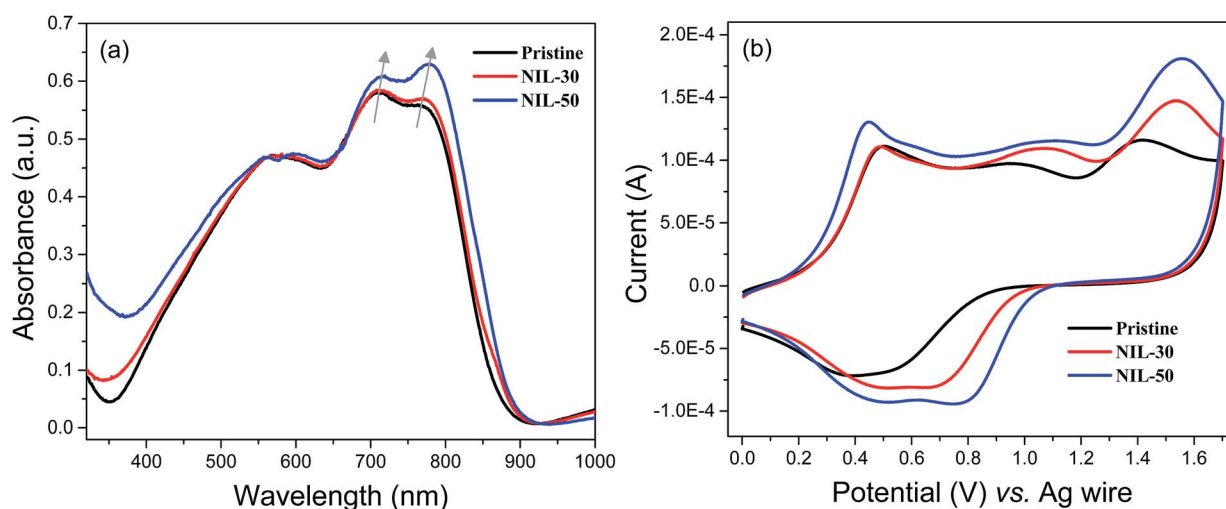 (a)
Pristine
NIL-30
NIL-50
0.7
0.6
0.5
0.4
0.3
0.2
0.1
0.0
Absorbance (a.u.)
400 500 600 700 800 900 1000
Wavelength (nm)
(b)
2.0E-4
1.5E-4
1.0E-4
5.0E-5
0.0
-5.0E-5
-1.0E-4
Current (A)
Pristine
NIL-30
NIL-50
0.0 0.2 0.4 0.6 0.8 1.0 1.2 1.4 1.6
Potential (V) vs. Ag wire